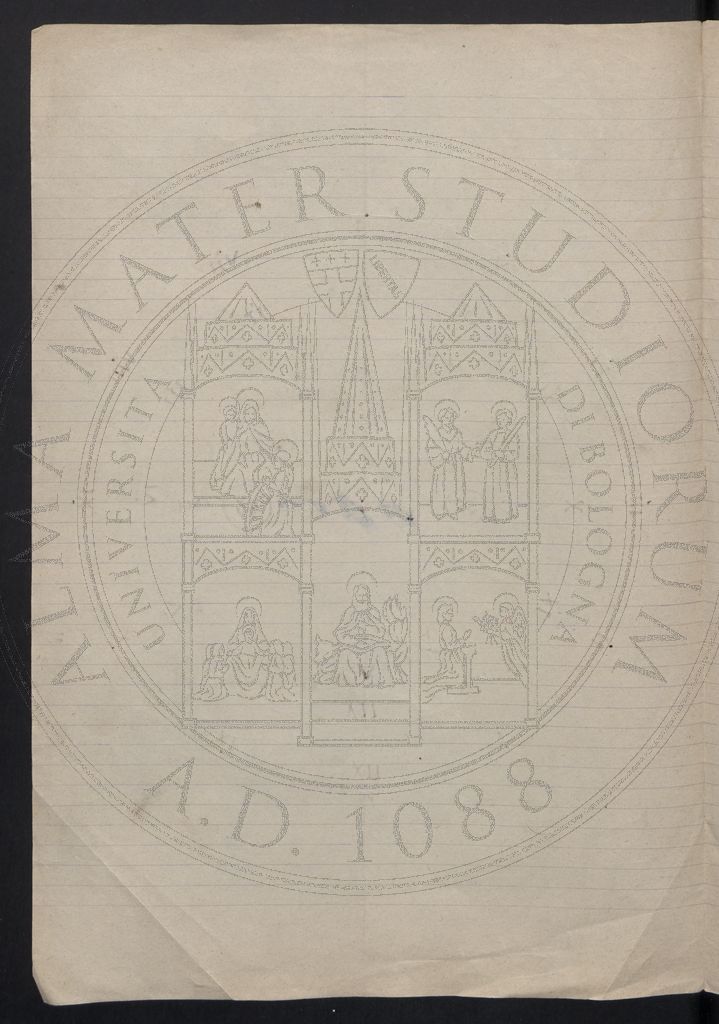 ALMA MATER STUDIORUM
UNIVERSITA DI BOLOGNA
A.D. 1088